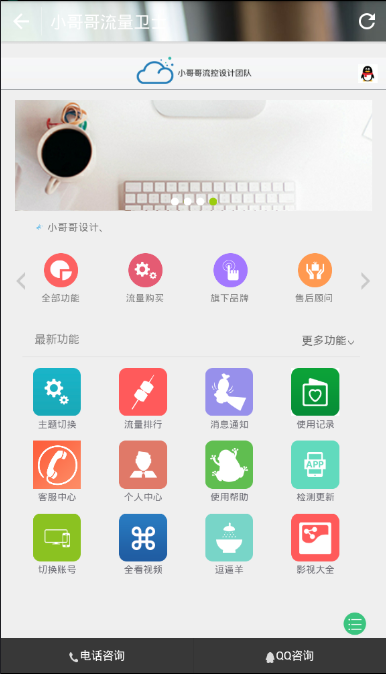 小哥哥流量卫士
小哥哥流控设计团队
小哥哥设计、
全部功能 流量购买 旗下品牌 售后顾问
最新功能 更多功能
主题切换 流量排行 消息通知 使用记录
APP
客服中心 个人中心 使用帮助 检测更新
切换账号 全看视频 逗逼羊 影视大全
电话咨询 QQ咨询